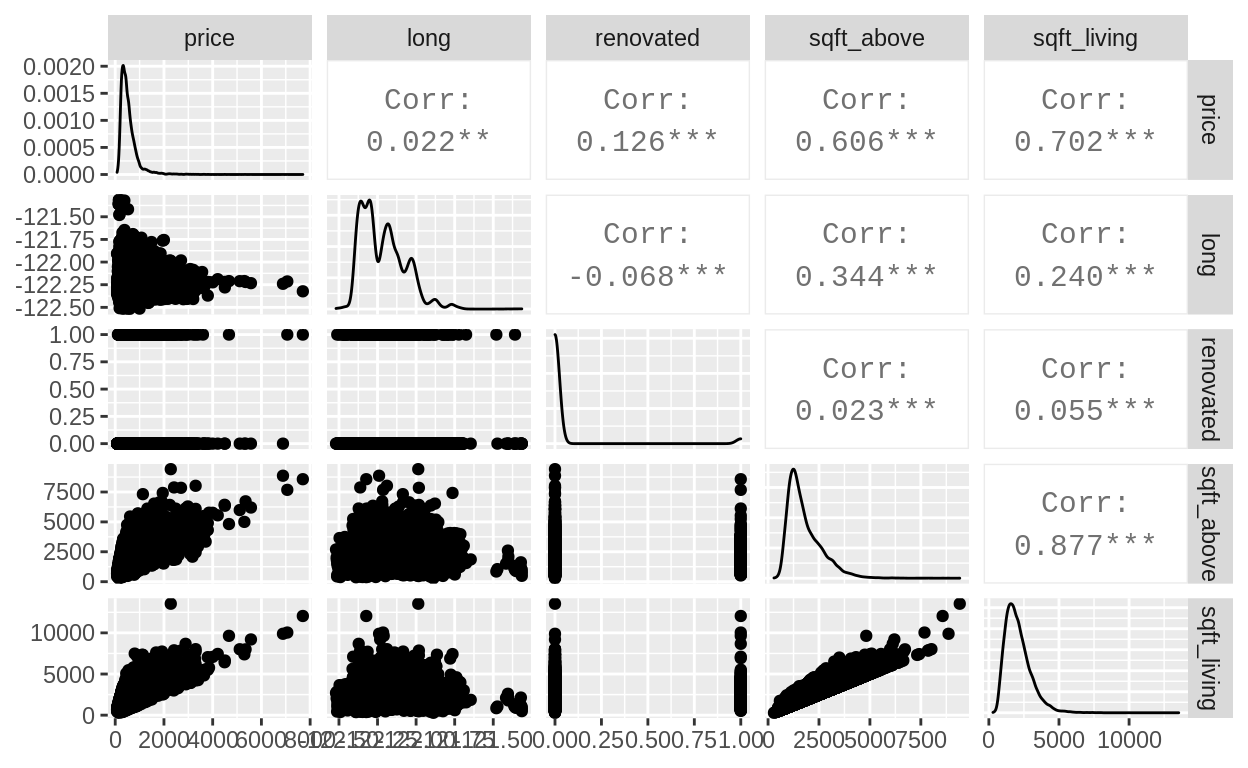 price long renovated sqft_above sqft_living
0.0020
0.0015
0.0010
0.0005
0.0000
Corr: Corr: Corr: Corr:
0.022** 0.126*** 0.606*** 0.702***
price
-121.50
-121.75
-122.00
-122.25
-122.50
Corr: Corr: Corr:
-0.068*** 0.344*** 0.240***
long
1.00
0.75
0.50
0.25
0.00
Corr: Corr:
0.023*** 0.055***
renovated
7500
5000
2500
0
Corr:
0.877***
sqft_above
10000
5000
0
sqft_living
0 2000 4000 6000 0.00 0.25 0.50 0.75 1.00 0 2500 5000 7500 0 5000 10000